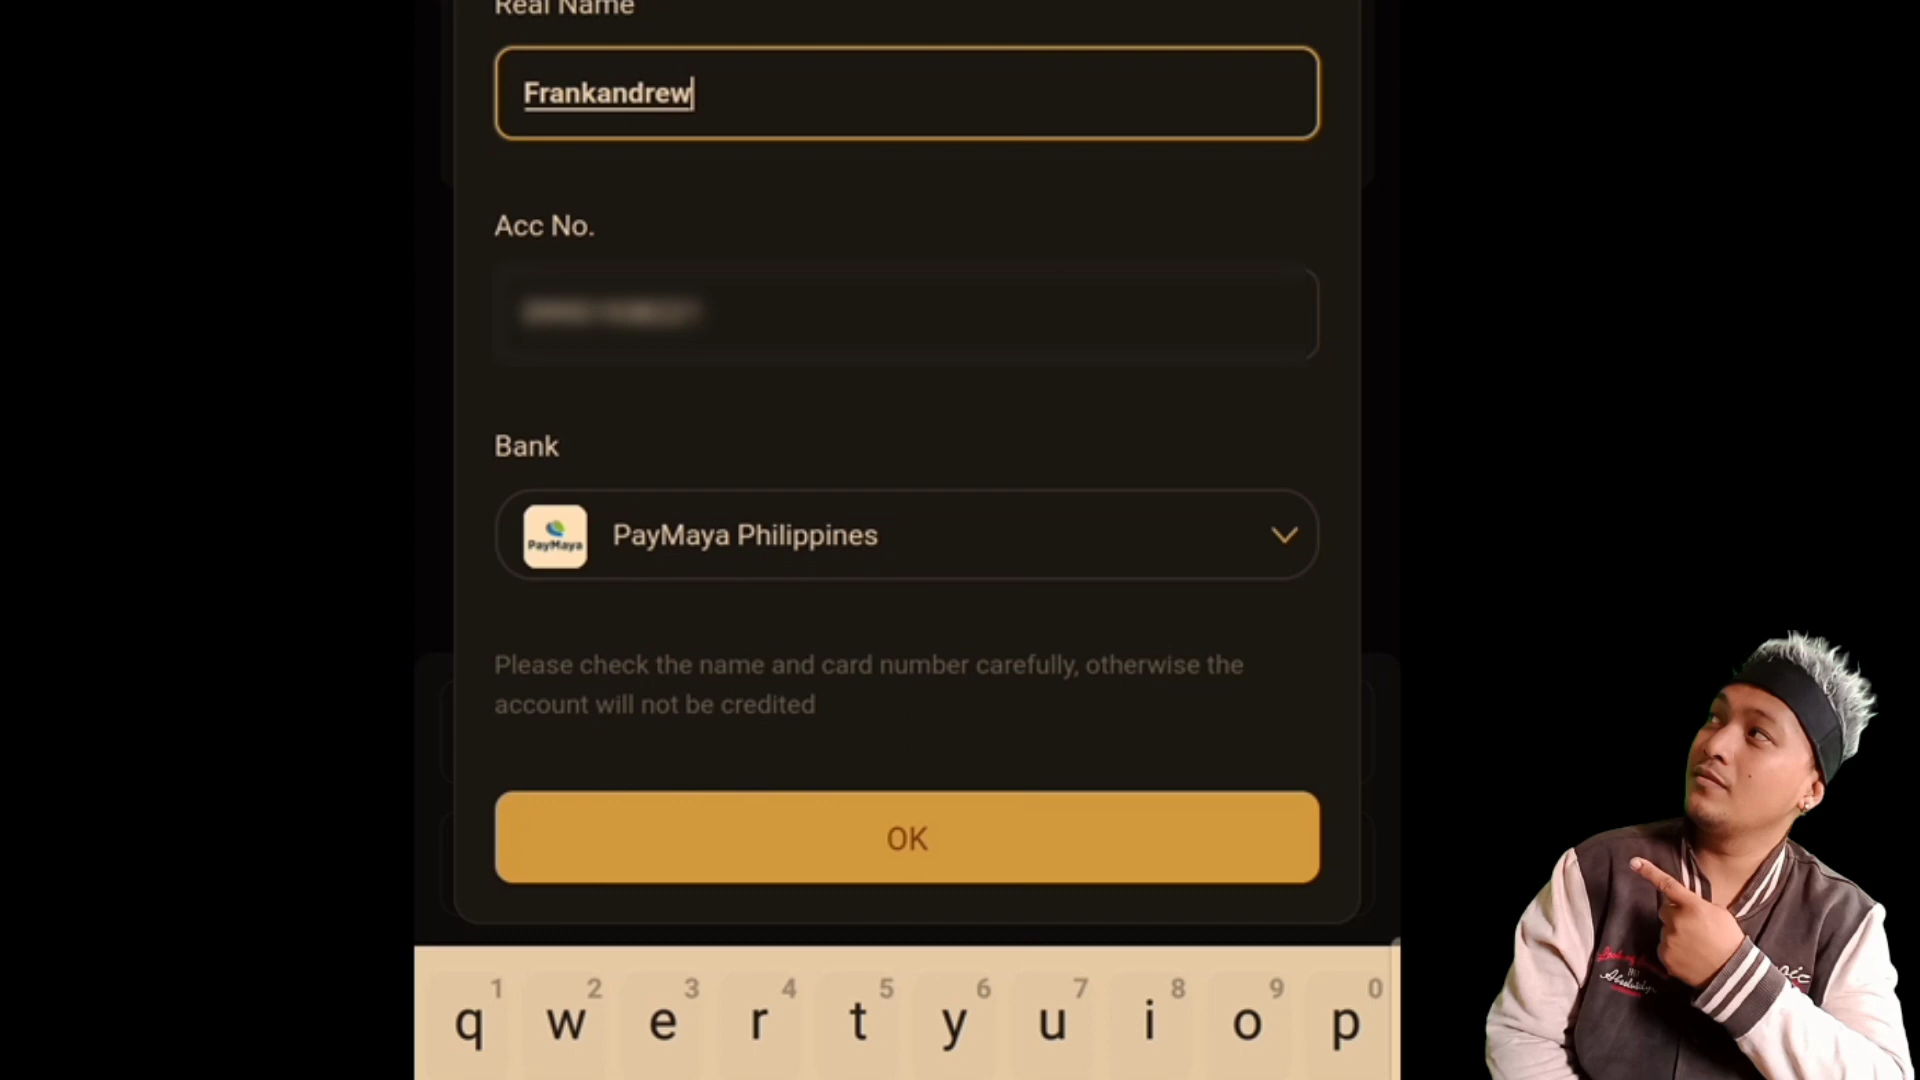 Real Name
Frankandrew
Acc No.
Bank
PayMaya
PayMaya Philippines
Please check the name and card number carefully, otherwise the
account will not be credited
OK
1 2 3 4 5 6 7 8 9 0
q w e r t y u i o p